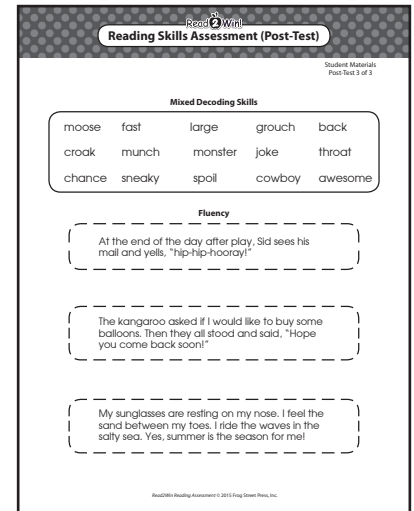 Read 2 Win!
Reading Skills Assessment (Post-Test)
Student Materials
Post-Test 3 of 3
Mixed Decoding Skills
moose fast large grouch back
croak munch monster joke throat
chance sneaky spoil cowboy awesome
Fluency
At the end of the day after play, Sid sees his
mail and yells, “hip-hip-hooray!”
The kangaroo asked if I would like to buy some
balloons. Then they all stood and said, “Hope
you come back soon!”
My sunglasses are resting on my nose. I feel the
sand between my toes. I ride the waves in the
salty sea. Yes, summer is the season for me!
Read2Win Reading Assessment © 2015 Frog Street Press, Inc.